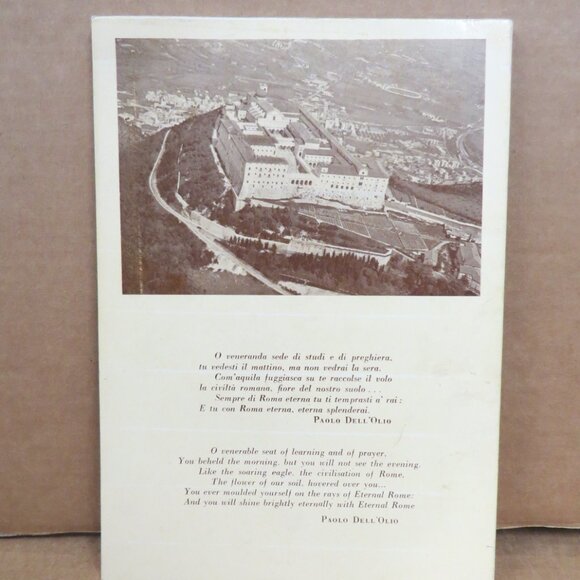 O veneranda sede di studi e di preghiera,
tu vedesti il mattino, ma non vedrai la sera.
Com'aquila fuggiasca su te raccolse il volo
la civiltà romana, fiore del nostro suolo . . .
Sempre di Roma eterna tu ti temprasti a' rai :
E tu con Roma eterna, eterna splenderai.
PAOLO DELL'OLIO
O venerable seat of learning and of prayer,
You beheld the morning, but you will not see the evening.
Like the soaring eagle, the civilisation of Rome,
The flower of our soil, hovered over you...
You ever moulded yourself on the rays of Eternal Rome:
And you will shine brightly eternally with Eternal Rome
PAOLO DELL'OLIO